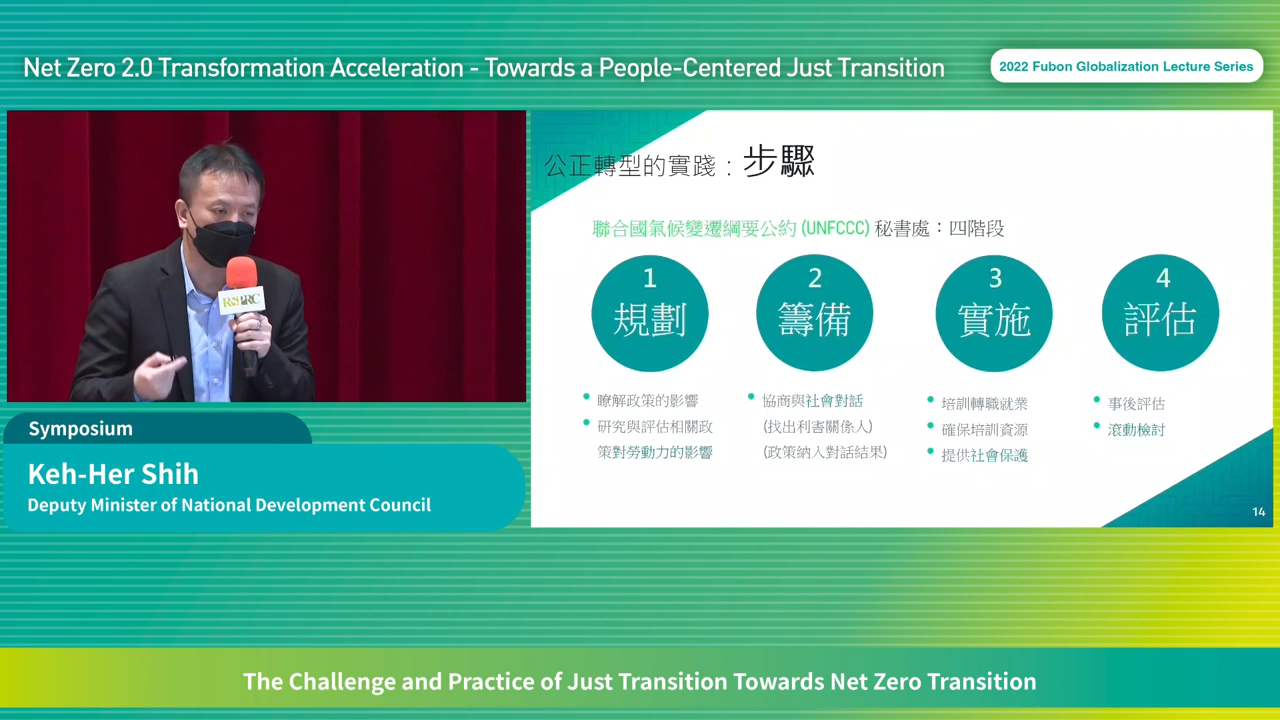 Net Zero 2.0 Transformation Acceleration - Towards a People-Centered Just Transition
2022 Fubon Globalization Lecture Series
RSPRC
Symposium
Keh-Her Shih
Deputy Minister of National Development Council
公正轉型的實踐：步驟
聯合國氣候變遷綱要公約 (UNFCCC) 秘書處：四階段
1
規劃
• 瞭解政策的影響
• 研究與評估相關政
策對勞動力的影響
2
籌備
• 協商與社會對話
(找出利害關係人)
(政策納入對話結果)
3
實施
• 培訓轉職就業
• 確保培訓資源
• 提供社會保護
4
評估
• 事後評估
• 滾動檢討
14
The Challenge and Practice of Just Transition Towards Net Zero Transition